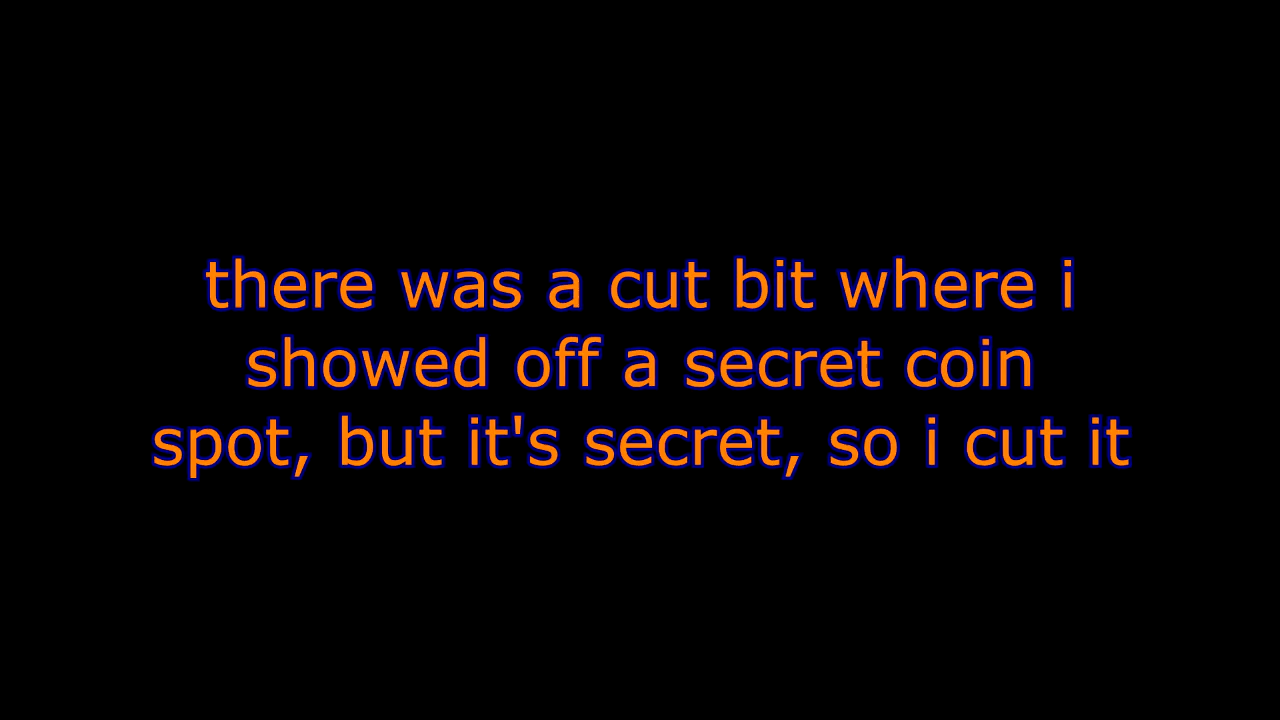 there was a cut bit where i
showed off a secret coin
spot, but it's secret, so i cut it